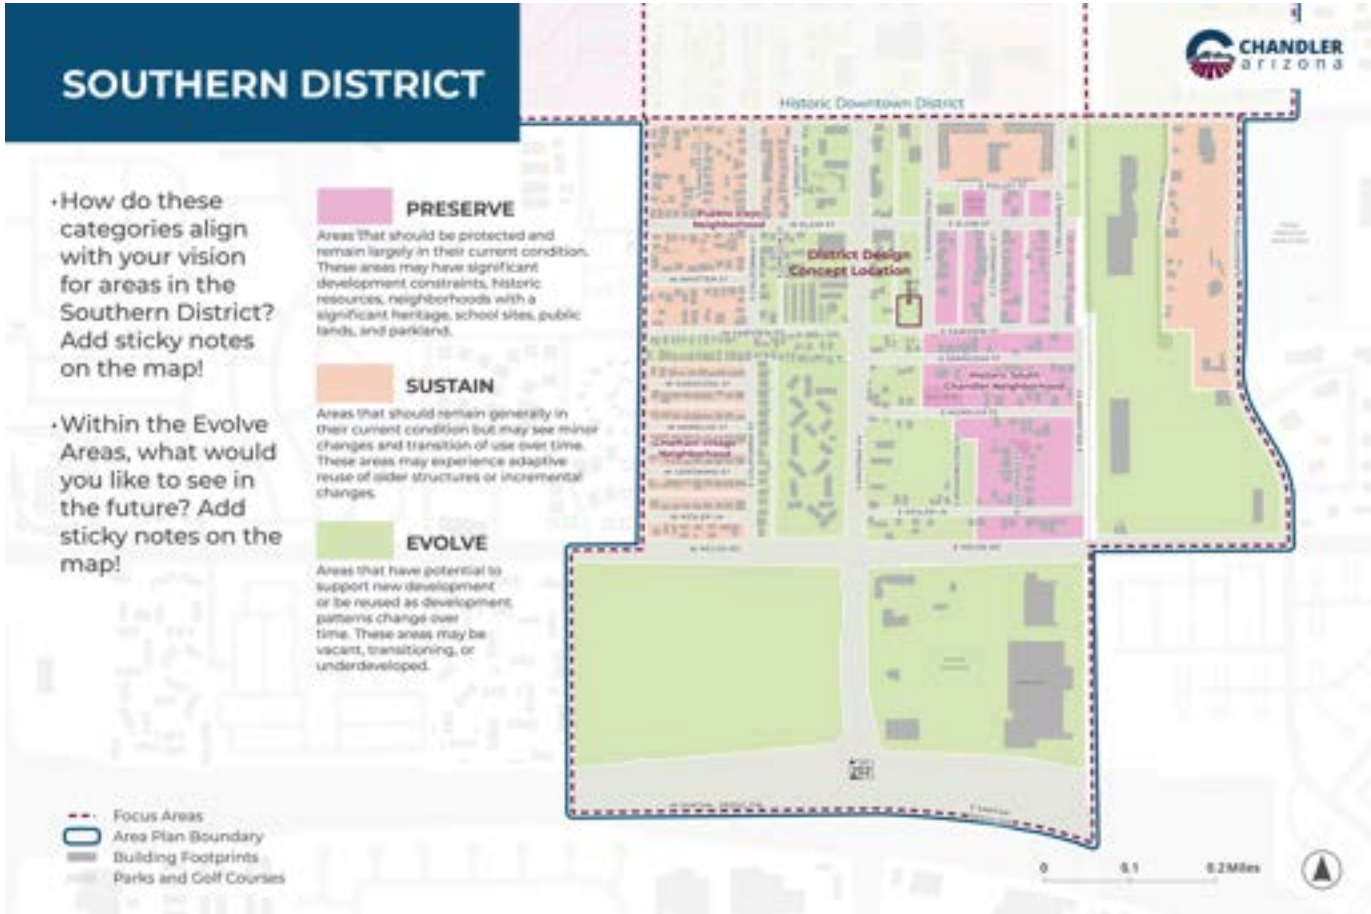 SOUTHERN DISTRICT
CHANDLER
arizona
Historic Downtown District
•How do these
categories align
with your vision
for areas in the
Southern District?
Add sticky notes
on the map!
•Within the Evolve
Areas, what would
you like to see in
the future? Add
sticky notes on the
map!
PRESERVE
Areas that should be protected and
remain largely in their current condition.
These areas may have significant
development constraints, historic
resources, neighborhoods with a
significant heritage, school sites, public
lands, and parkland.
SUSTAIN
Areas that should remain generally in
their current condition but may see minor
changes and transition of use over time.
These areas may experience adaptive
reuse of older structures or incremental
changes.
EVOLVE
Areas that have potential to
support new development
or be reused as development
patterns change over
time. These areas may be
vacant, transitioning, or
underdeveloped.
Neighborhood
District Design
Concept Location
Historic South
Chandler Neighborhood
Neighborhood
202
Focus Areas
Area Plan Boundary
Building Footprints
Parks and Golf Courses
0 0.1 0.2 Miles